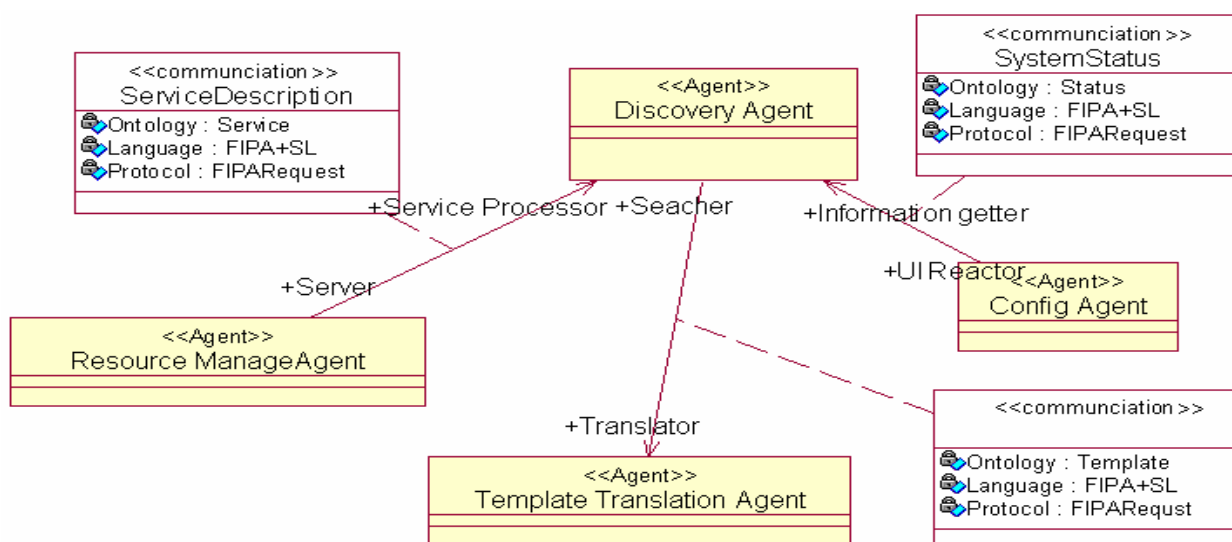 <<communciation >>
ServiceDescription
Ontology : Service
Language : FIPA+SL
Protocol : FIPARequest
<<Agent>>
Discovery Agent
<<communciation >>
SystemStatus
Ontology : Status
Language : FIPA+SL
Protocol : FIPARequest
+Service Processor
+Seacher
+Information getter
+Server
+UI Reactor
<<Agent>>
Config Agent
<<Agent>>
Resource ManageAgent
+Translator
<<Agent>>
Template Translation Agent
<<communciation >>
Ontology : Template
Language : FIPA+SL
Protocol : FIPARequst